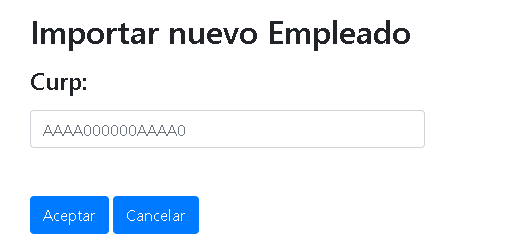 Importar nuevo Empleado
Curp:
AAAA000000AAAA0
Aceptar Cancelar